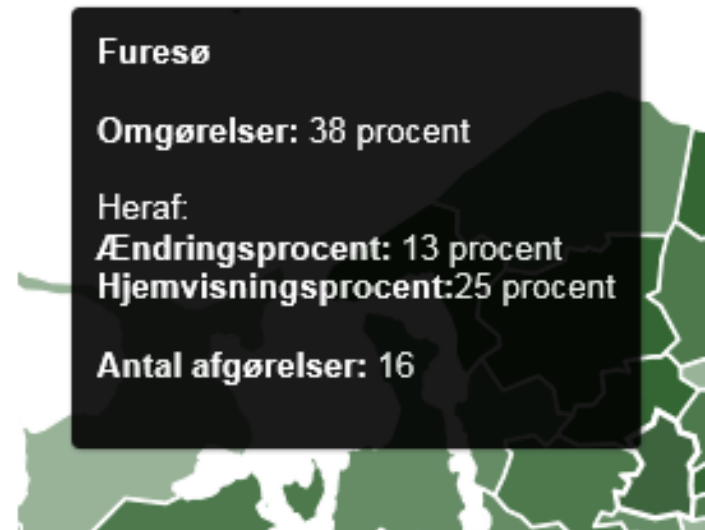 Furesø
Omgørelser: 38 procent
Heraf:
Ændringsprocent: 13 procent
Hjemvisningsprocent:25 procent
Antal afgørelser: 16